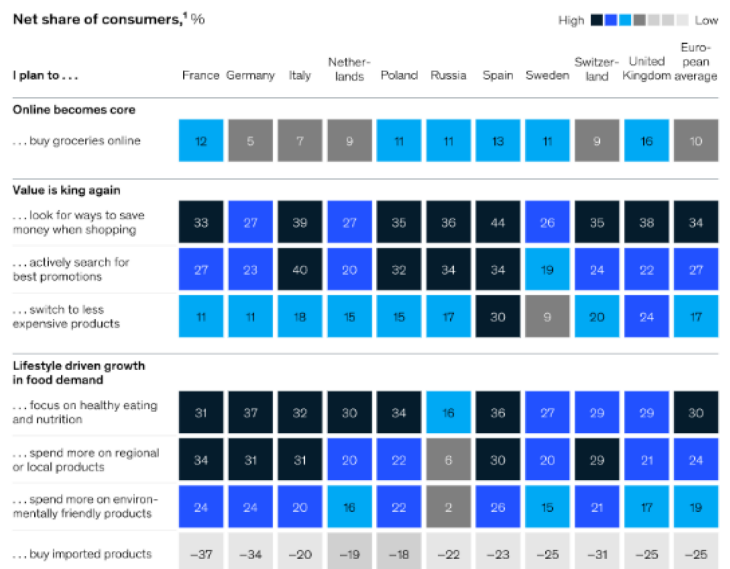 Net share of consumers,¹ %
High Low
I plan to . . .
France Germany Italy Nether-lands Poland Russia Spain Sweden Switzer-land United Kingdom Euro-pean average
Online becomes core
. . . buy groceries online 12 5 7 9 11 11 13 11 9 16 10
Value is king again
. . . look for ways to save
money when shopping
33 27 39 27 35 36 44 26 35 38 34
. . . actively search for
best promotions
27 23 40 20 32 34 34 19 24 22 27
. . . switch to less
expensive products
11 11 18 15 15 17 30 9 20 24 17
Lifestyle driven growth
in food demand
. . . focus on healthy eating
and nutrition
31 37 32 30 34 16 36 27 29 29 30
. . . spend more on regional
or local products
34 31 31 20 22 6 30 20 29 21 24
. . . spend more on environ-
mentally friendly products
24 24 20 16 22 2 26 15 21 17 19
. . . buy imported products −37 −34 −20 −19 −18 −22 −23 −25 −31 −25 −25